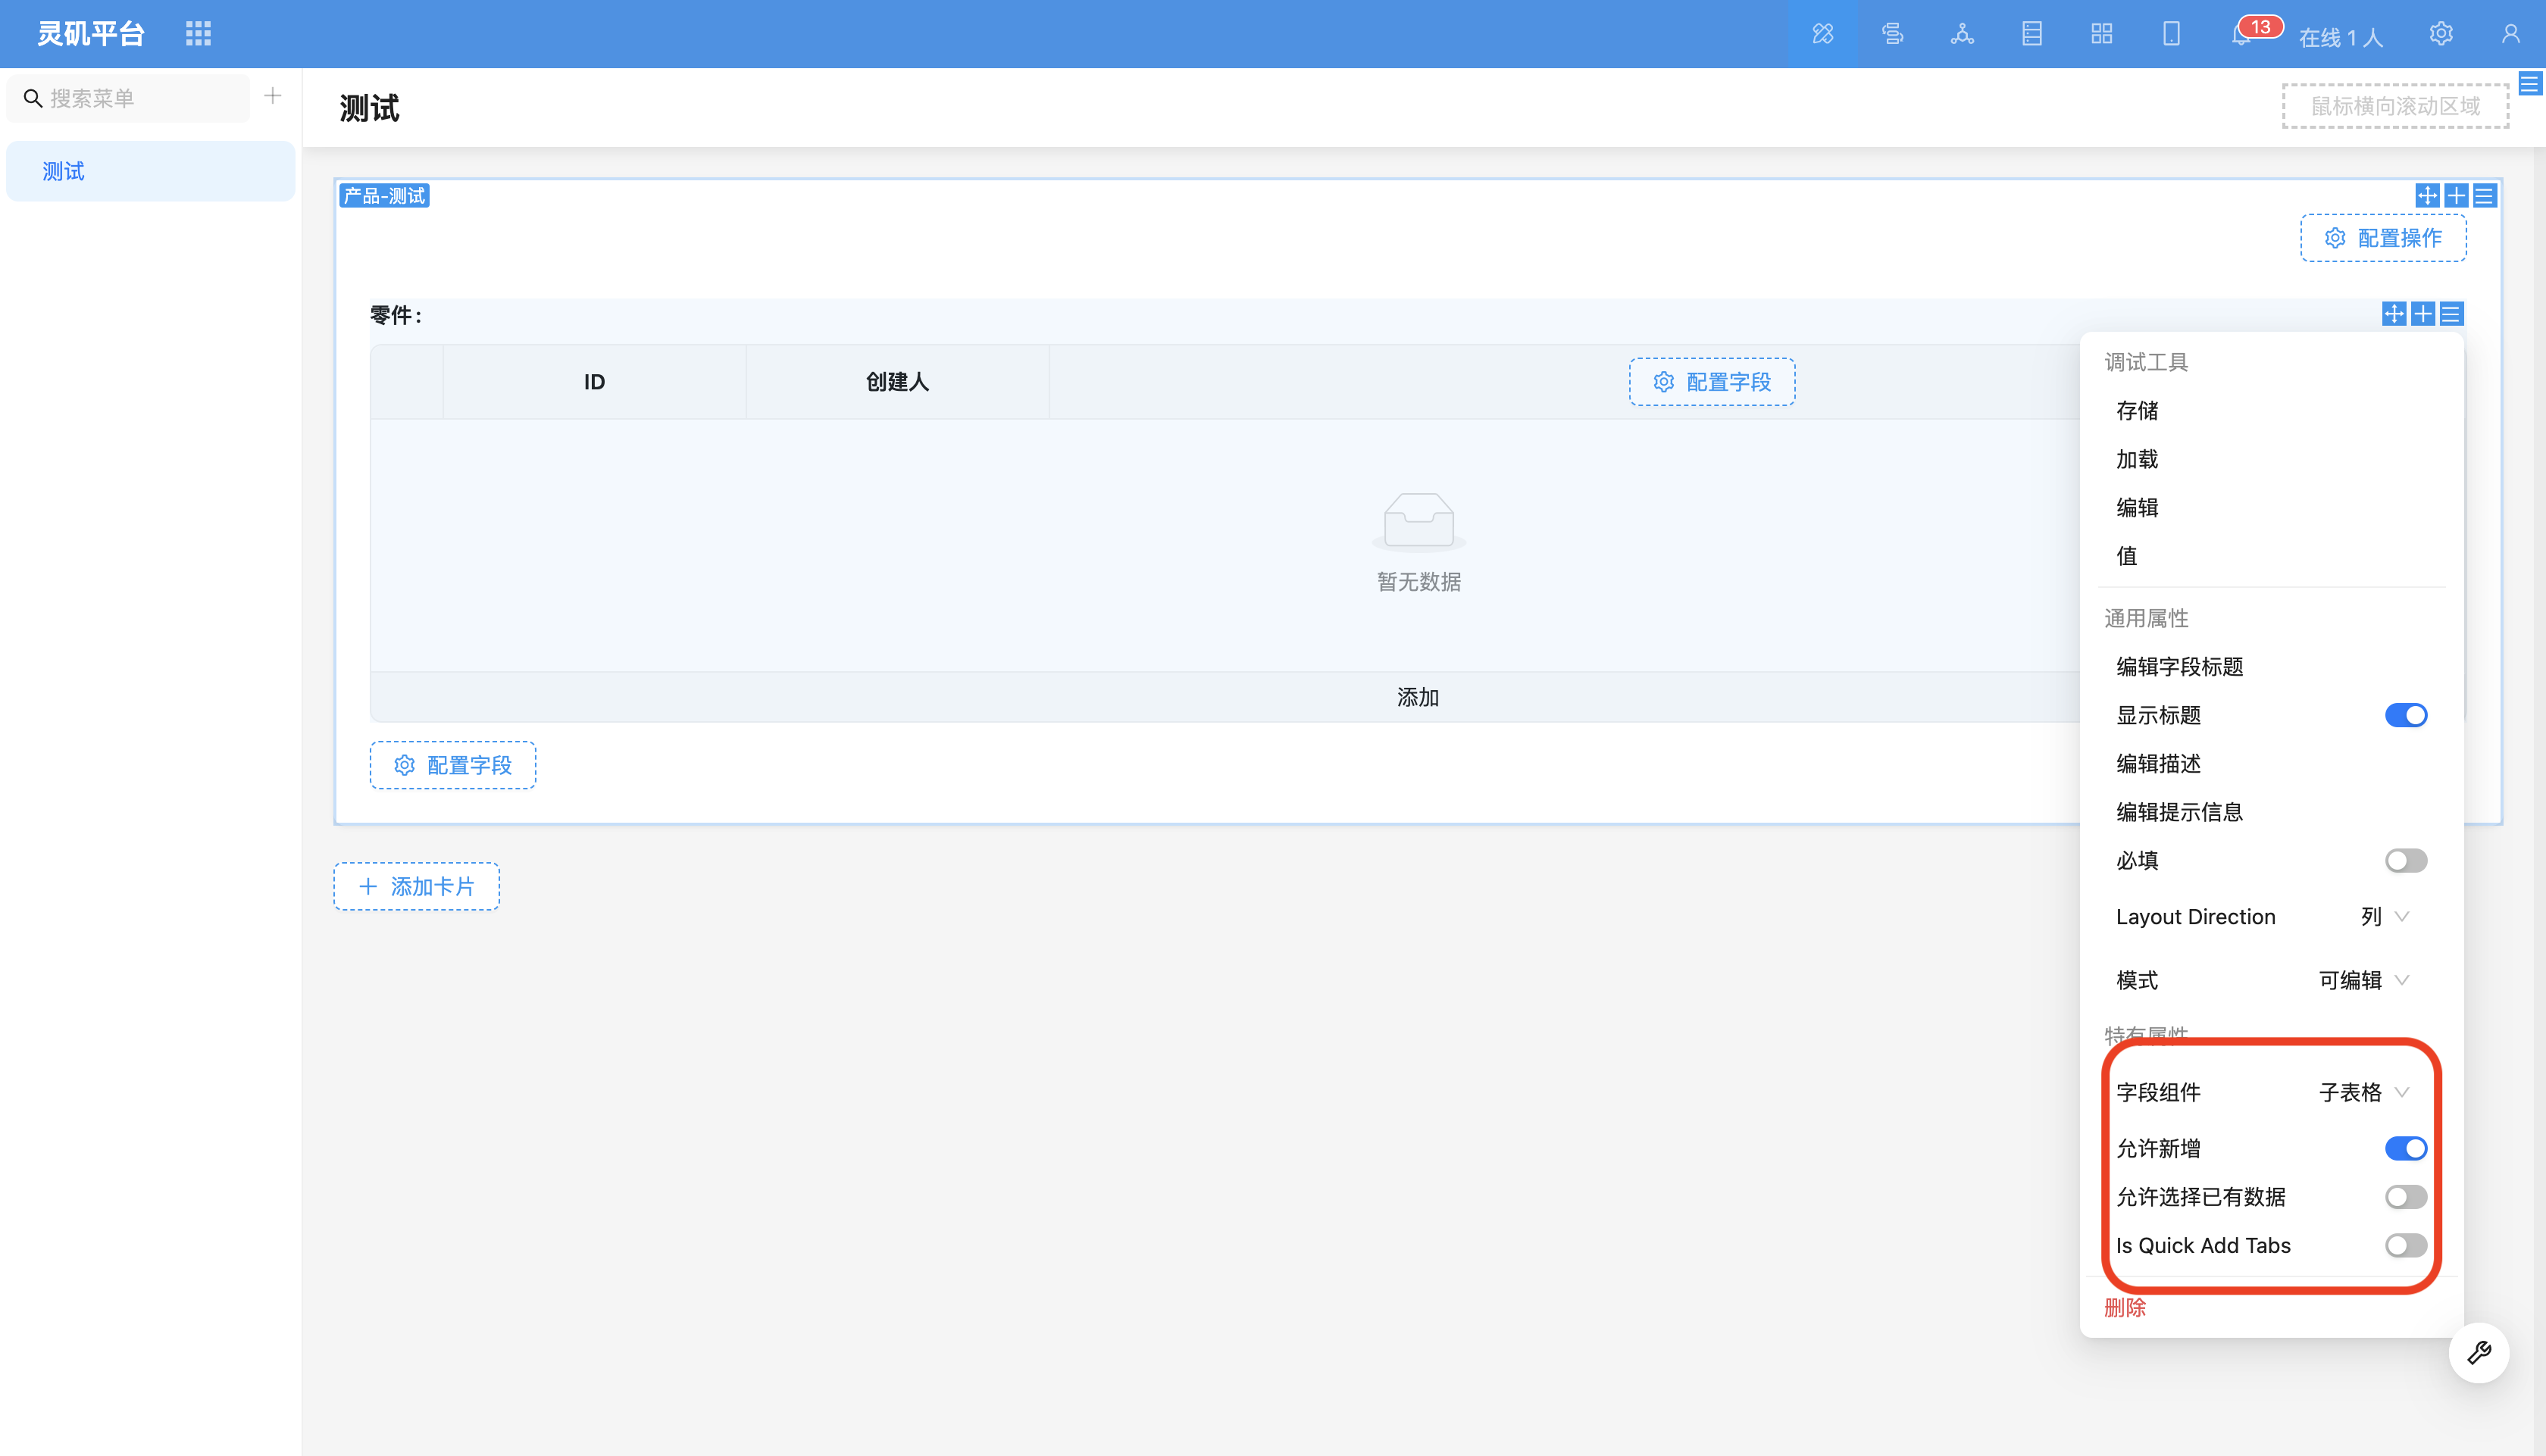 灵矶平台
13
在线 1 人
搜索菜单
测试
测试
鼠标横向滚动区域
产品-测试
配置操作
零件：
ID
创建人
配置字段
暂无数据
添加
配置字段
添加卡片
调试工具
存储
加载
编辑
值
通用属性
编辑字段标题
显示标题
编辑描述
编辑提示信息
必填
Layout Direction 列
模式 可编辑
特有属性
字段组件 子表格
允许新增
允许选择已有数据
Is Quick Add Tabs
删除